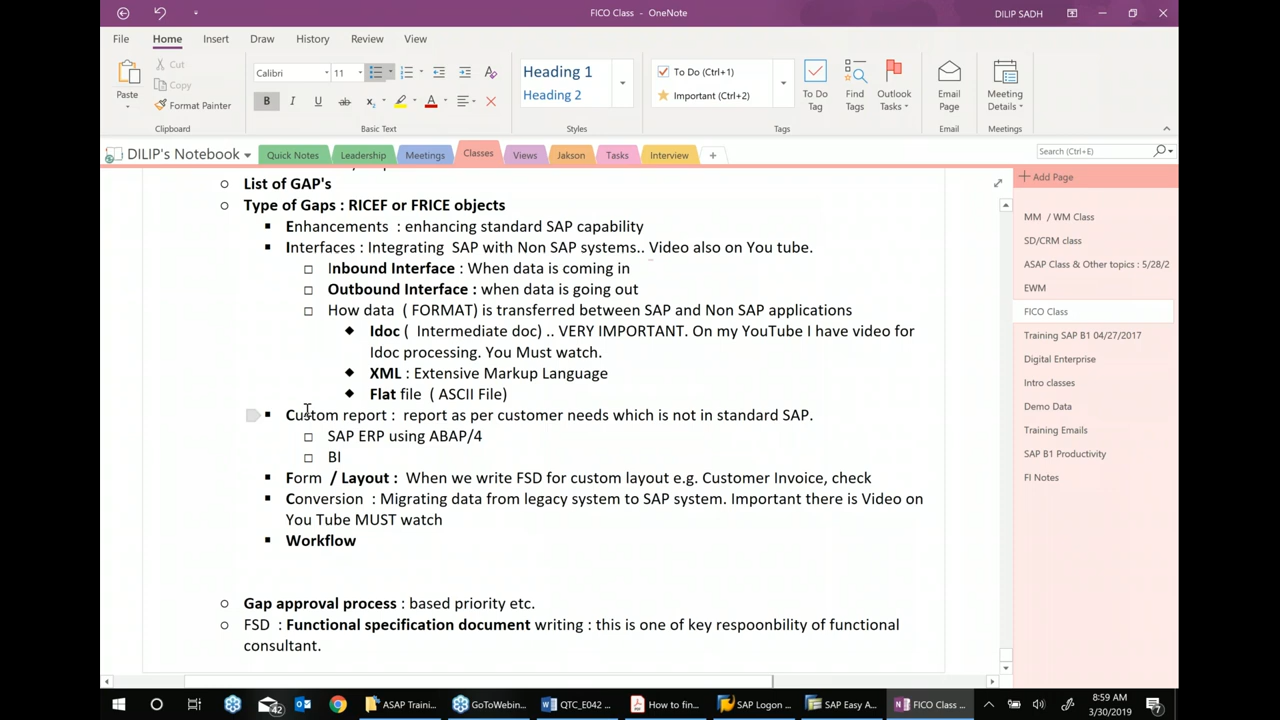 FICO Class - OneNote
DILIP SADH
File Home Insert Draw History Review View
Paste
Cut
Copy
Format Painter
Clipboard
Calibri 11
B I U ab x
Basic Text
Heading 1
Heading 2
Styles
To Do (Ctrl+1)
Important (Ctrl+2)
To Do Tag
Find Tags
Outlook Tasks
Tags
Email Page
Email
Meeting Details
Meetings
DILIP's Notebook Quick Notes Leadership Meetings Classes Views Jakson Tasks Interview
Search (Ctrl+E)
List of GAP's
Type of Gaps : RICEF or FRICE objects
Enhancements : enhancing standard SAP capability
Interfaces : Integrating SAP with Non SAP systems.. Video also on You tube.
Inbound Interface : When data is coming in
Outbound Interface : when data is going out
How data ( FORMAT) is transferred between SAP and Non SAP applications
Idoc ( Intermediate doc) .. VERY IMPORTANT. On my YouTube I have video for
Idoc processing. You Must watch.
XML : Extensive Markup Language
Flat file ( ASCII File)
Custom report : report as per customer needs which is not in standard SAP.
SAP ERP using ABAP/4
BI
Form / Layout : When we write FSD for custom layout e.g. Customer Invoice, check
Conversion : Migrating data from legacy system to SAP system. Important there is Video on
You Tube MUST watch
Workflow
Gap approval process : based priority etc.
FSD : Functional specification document writing : this is one of key respoonbility of functional
consultant.
Add Page
MM / WM Class
SD/CRM class
ASAP Class & Other topics : 5/28/2
EWM
FICO Class
Training SAP B1 04/27/2017
Digital Enterprise
Intro classes
Demo Data
Training Emails
SAP B1 Productivity
FI Notes
42
ASAP Traini...
GoToWebin...
QTC_E042 ...
How to fin...
SAP Logon ...
SAP Easy A...
FICO Class ...
8:59 AM
3/30/2019
7